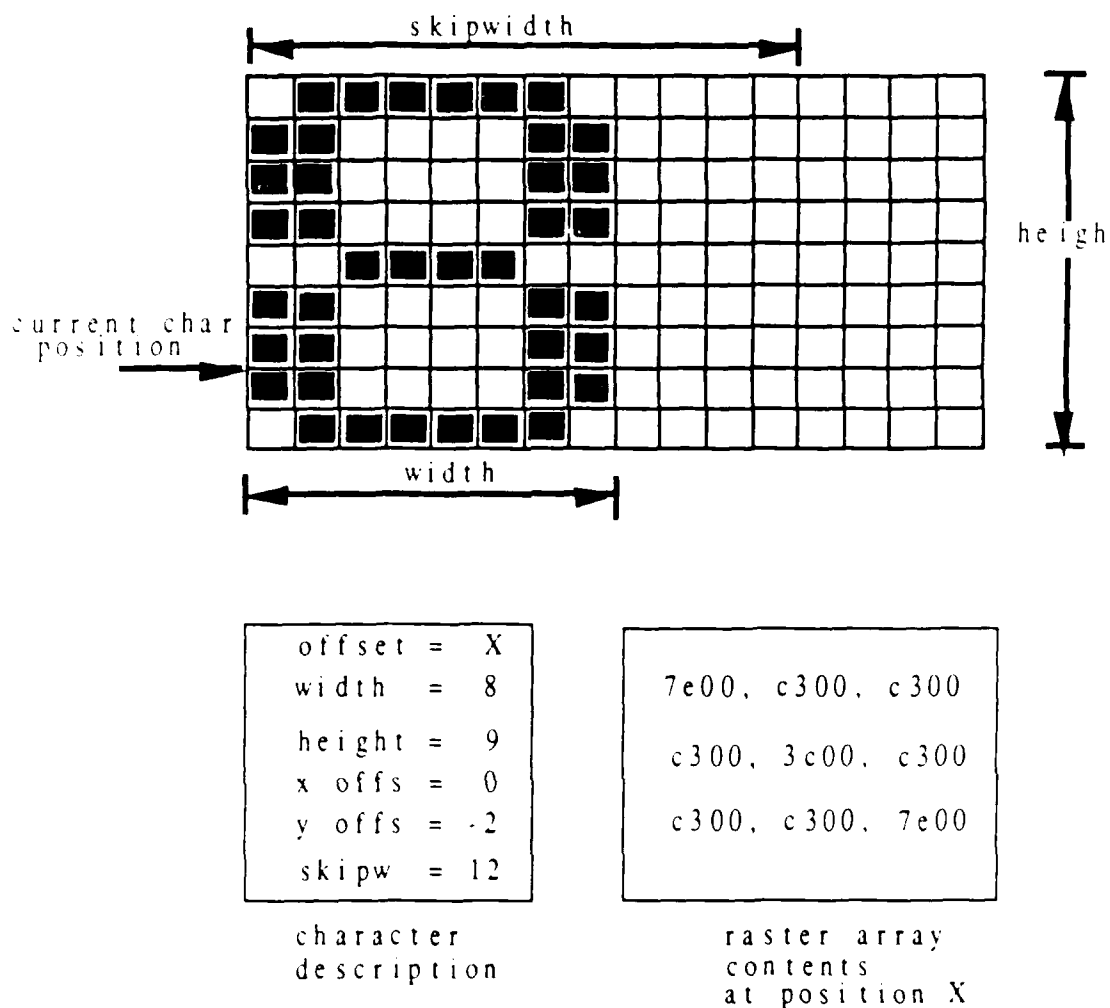 skipwidth
heigh
current char
position
width
offset = X
width = 8
height = 9
x offs = 0
y offs = -2
skipw = 12
7e00, c300, c300
c300, 3c00, c300
c300, c300, 7e00
character
description
raster array
contents
at position X